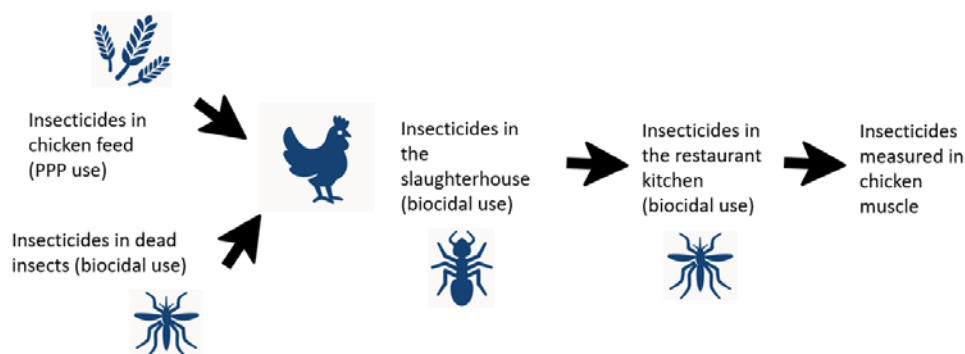 Insecticides in
chicken feed
(PPP use)
Insecticides in dead
insects (biocidal use)
Insecticides in
the
slaughterhouse
(biocidal use)
Insecticides in
the restaurant
kitchen
(biocidal use)
Insecticides
measured in
chicken
muscle